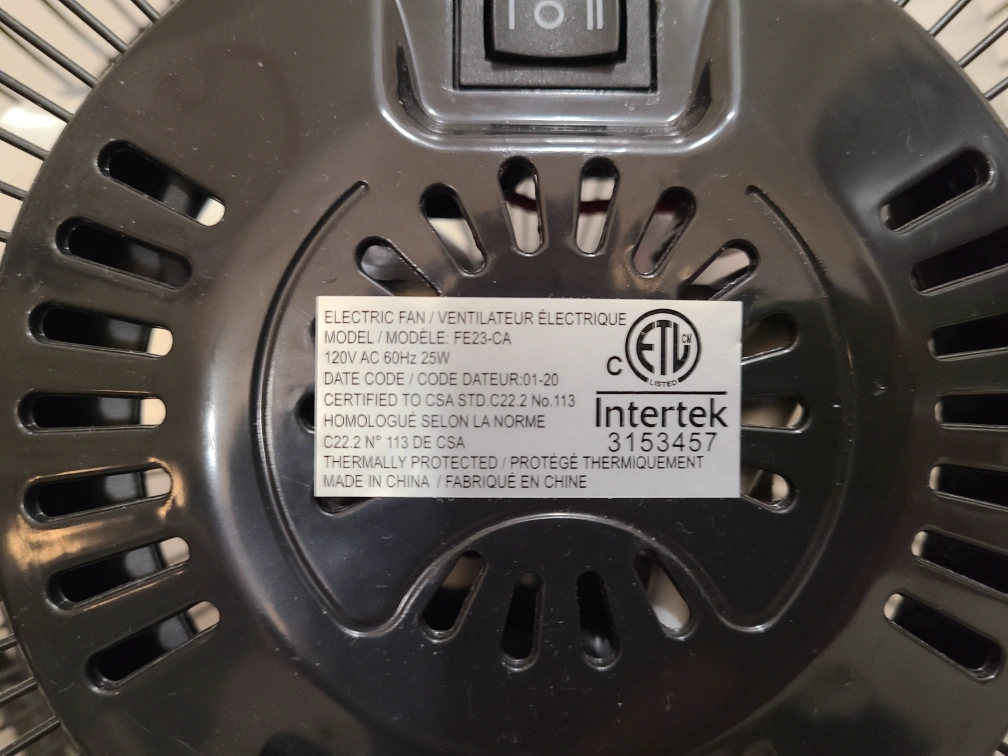 I O II
ELECTRIC FAN / VENTILATEUR ÉLECTRIQUE
MODEL / MODÈLE: FE23-CA
120V AC 60Hz 25W
DATE CODE / CODE DATEUR:01-20
CERTIFIED TO CSA STD.C22.2 No.113
HOMOLOGUÉ SELON LA NORME
C22.2 N° 113 DE CSA
THERMALLY PROTECTED / PROTÉGÉ THERMIQUEMENT
MADE IN CHINA / FABRIQUÉ EN CHINE
C ETL CM
LISTED
Intertek
3153457